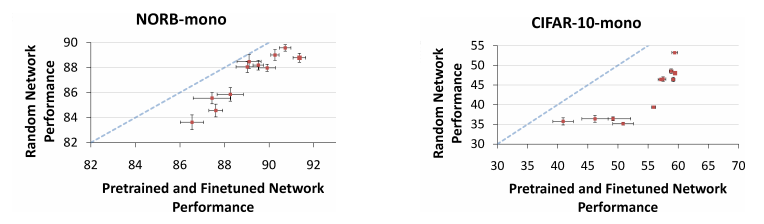 NORB-mono
Random Network
Performance
90
88
86
84
82
82 84 86 88 90 92
Pretrained and Finetuned Network
Performance
CIFAR-10-mono
Random Network
Performance
55
50
45
40
35
30
30 35 40 45 50 55 60 65 70
Pretrained and Finetuned Network
Performance